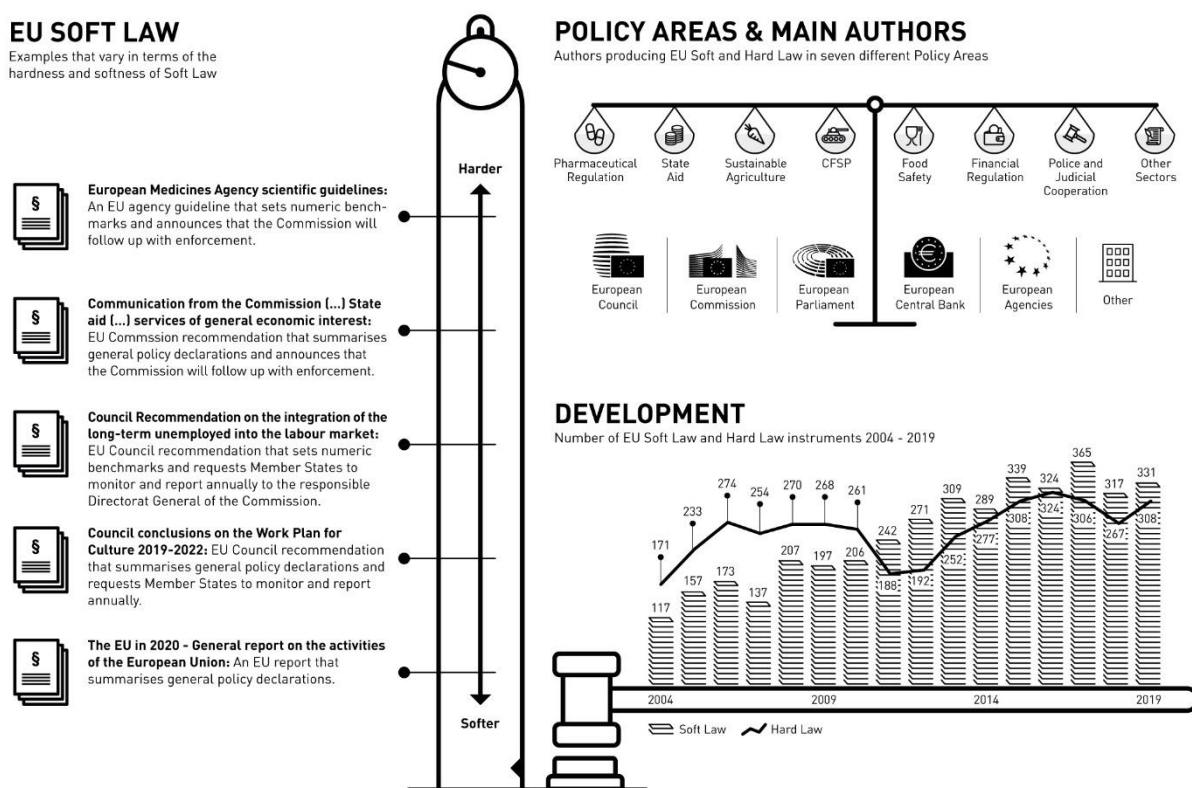 EU SOFT LAW
Examples that vary in terms of the
hardness and softness of Soft Law
Harder
§
European Medicines Agency scientific guidelines:
An EU agency guideline that sets numeric bench-
marks and announces that the Commission will
follow up with enforcement.
§
Communication from the Commission (...) State
aid (...) services of general economic interest:
EU Commssion recommendation that summarises
general policy declarations and announces that
the Commission will follow up with enforcement.
§
Council Recommendation on the integration of the
long-term unemployed into the labour market:
EU Council recommendation that sets numeric
benchmarks and requests Member States to
monitor and report annually to the responsible
Directorat General of the Commission.
§
Council conclusions on the Work Plan for
Culture 2019-2022: EU Council recommendation
that summarises general policy declarations and
requests Member States to monitor and report
annually.
§
The EU in 2020 - General report on the activities
of the European Union: An EU report that
summarises general policy declarations.
Softer
POLICY AREAS & MAIN AUTHORS
Authors producing EU Soft and Hard Law in seven different Policy Areas
Pharmaceutical
Regulation
State
Aid
Sustainable
Agriculture
CFSP
Food
Safety
Financial
Regulation
Police and
Judicial
Cooperation
Other
Sectors
European
Council
European
Commission
European
Parliament
€
European
Central Bank
European
Agencies
Other
DEVELOPMENT
Number of EU Soft Law and Hard Law instruments 2004 - 2019
171
233
274
254
270
268
261
242
271
309
289
339
324
365
317
331
117
157
173
137
207
197
206
188
192
252
277
308
324
306
267
308
2004
2009
2014
2019
Soft Law
Hard Law